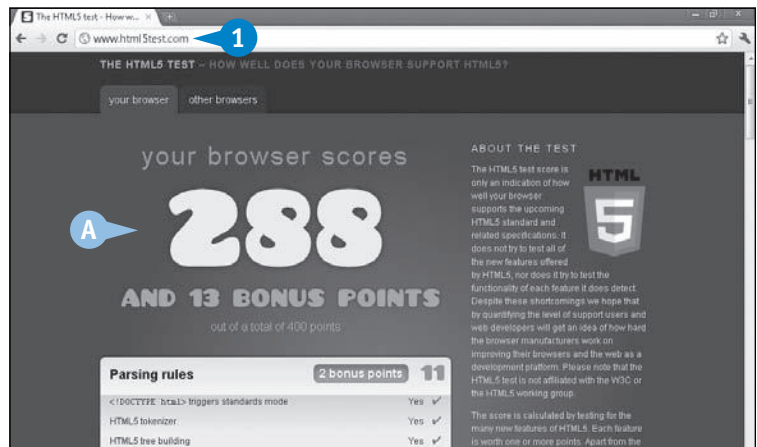 The HTML5 test - How w...
www.html5test.com
1
THE HTML5 TEST – HOW WELL DOES YOUR BROWSER SUPPORT HTML5?
your browser
other browsers
your browser scores
A
288
AND 13 BONUS POINTS
out of a total of 400 points
Parsing rules
2 bonus points
11
<!DOCTYPE html> triggers standards mode
Yes ✔
HTML5 tokenizer
Yes ✔
HTML5 tree building
Yes ✔
ABOUT THE TEST
HTML
5
The HTML5 test score is
only an indication of how
well your browser
supports the upcoming
HTML5 standard and
related specifications. It
does not try to test all of
the new features offered
by HTML5, nor does it try to test the
functionality of each feature it does detect.
Despite these shortcomings we hope that
by quantifying the level of support users and
web developers will get an idea of how hard
the browser manufacturers work on
improving their browsers and the web as a
development platform. Please note that the
HTML5 test is not affiliated with the W3C or
the HTML5 working group.
The score is calculated by testing for the
many new features of HTML5. Each feature
is worth one or more points. Apart from the